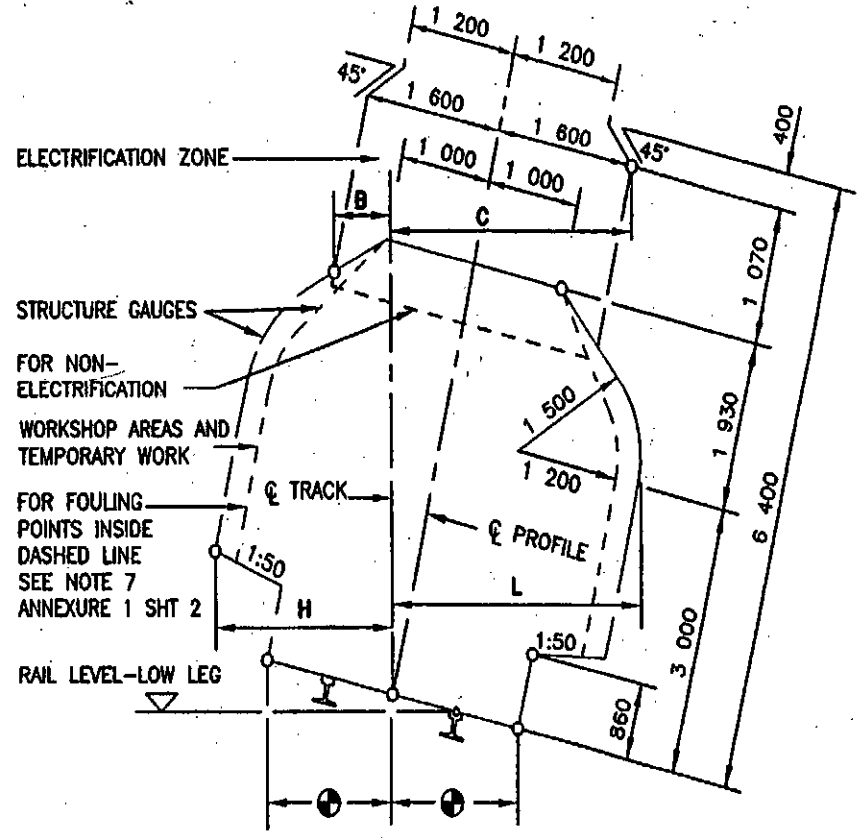 1 200
1 200
45°
1 600
1 600
45°
400
ELECTRIFICATION ZONE
1 000
1 000
B
C
1 070
STRUCTURE GAUGES
FOR NON-
ELECTRIFICATION
1 500
1 930
WORKSHOP AREAS AND
TEMPORARY WORK
1 200
6 400
℄ TRACK
FOR FOULING
POINTS INSIDE
DASHED LINE
SEE NOTE 7
ANNEXURE 1 SHT 2
℄ PROFILE
1:50
H
L
3 000
1:50
RAIL LEVEL-LOW LEG
860